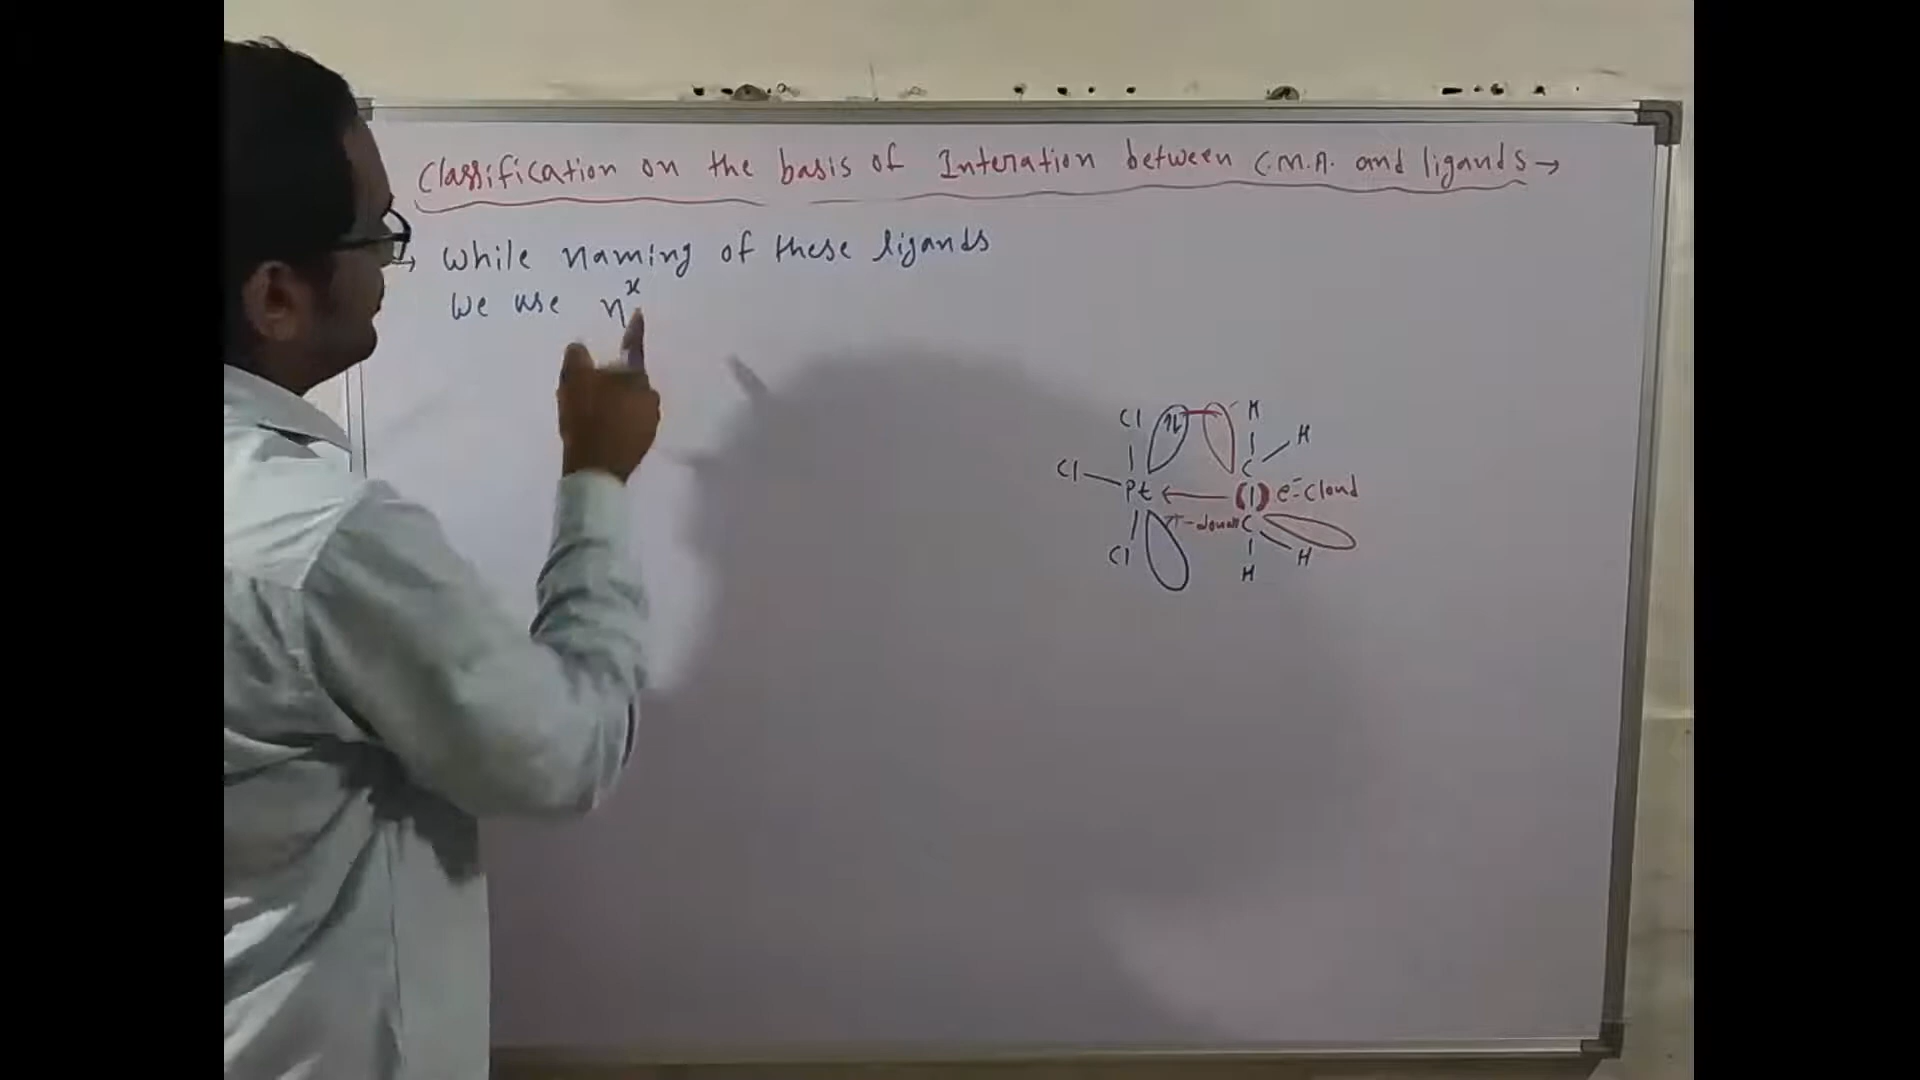 Classification on the basis of Interation between C.M.A. and ligands →
→ While naming of these ligands
We use η^x
Cl H
H
Cl C
Pt ← e⁻cloud
π-donor C
Cl H
H